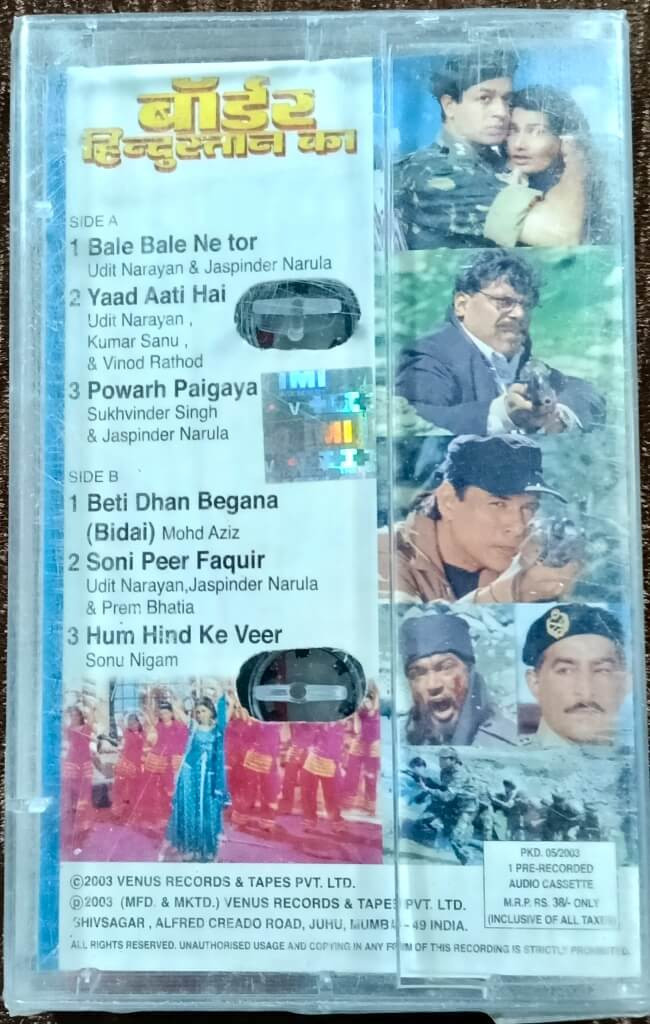 बॉर्डर
हिन्दुस्तान का
SIDE A
1 Bale Bale Ne tor
Udit Narayan & Jaspinder Narula
2 Yaad Aati Hai
Udit Narayan ,
Kumar Sanu ,
& Vinod Rathod
3 Powarh Paigaya
Sukhvinder Singh
& Jaspinder Narula
IMI
MI
SIDE B
1 Beti Dhan Begana
(Bidai) Mohd Aziz
2 Soni Peer Faquir
Udit Narayan,Jaspinder Narula
& Prem Bhatia
3 Hum Hind Ke Veer
Sonu Nigam
PKD. 05/2003
1 PRE-RECORDED
AUDIO CASSETTE
M.R.P. RS. 38/- ONLY
(INCLUSIVE OF ALL TAXES)
©2003 VENUS RECORDS & TAPES PVT. LTD.
℗2003 (MFD. & MKTD.) VENUS RECORDS & TAPES PVT. LTD.
SHIVSAGAR , ALFRED CREADO ROAD, JUHU, MUMBAI - 49 INDIA.
ALL RIGHTS RESERVED. UNAUTHORISED USAGE AND COPYING IN ANY FORM OF THIS RECORDING IS STRICTLY PROHIBITED.